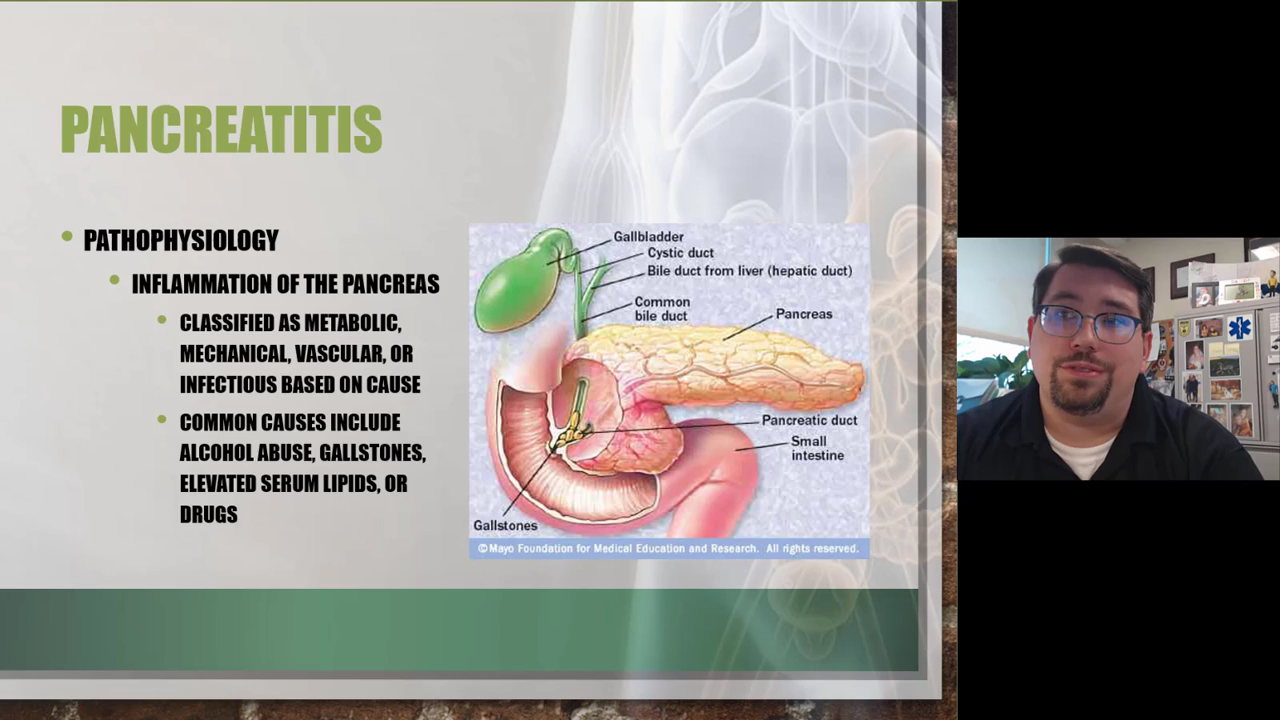 PANCREATITIS
PATHOPHYSIOLOGY
INFLAMMATION OF THE PANCREAS
CLASSIFIED AS METABOLIC,
MECHANICAL, VASCULAR, OR
INFECTIOUS BASED ON CAUSE
COMMON CAUSES INCLUDE
ALCOHOL ABUSE, GALLSTONES,
ELEVATED SERUM LIPIDS, OR
DRUGS
Gallbladder
Cystic duct
Bile duct from liver (hepatic duct)
Common
bile duct
Pancreas
Pancreatic duct
Small
intestine
Gallstones
©Mayo Foundation for Medical Education and Research. All rights reserved.